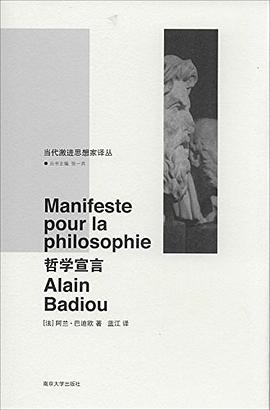 当代激进思想家译丛
● 丛书主编 张一兵
Manifeste
pour la
philosophie
哲学宣言
Alain
Badiou
[法] 阿兰·巴迪欧 著 蓝江 译
南京大学出版社